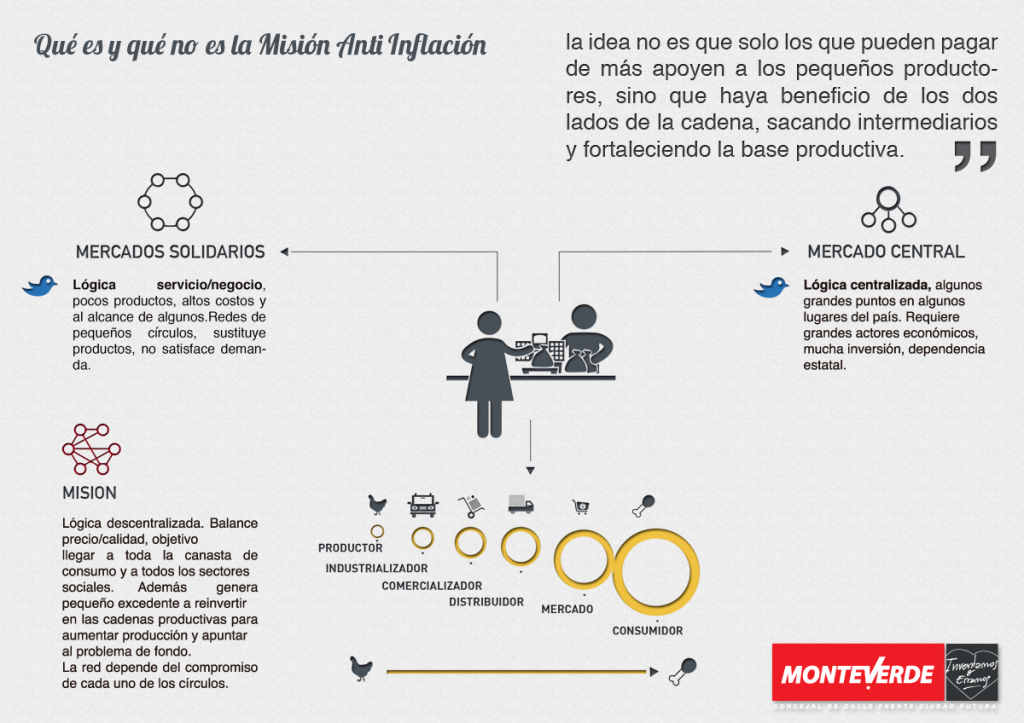 Qué es y qué no es la Misión Anti Inflación
la idea no es que solo los que pueden pagar
de más apoyen a los pequeños producto-
res, sino que haya beneficio de los dos
lados de la cadena, sacando intermediarios
y fortaleciendo la base productiva. ”
MERCADOS SOLIDARIOS
Lógica servicio/negocio,
pocos productos, altos costos y
al alcance de algunos.Redes de
pequeños círculos, sustituye
productos, no satisface deman-
da.
MERCADO CENTRAL
Lógica centralizada, algunos
grandes puntos en algunos
lugares del país. Requiere
grandes actores económicos,
mucha inversión, dependencia
estatal.
MISION
Lógica descentralizada. Balance
precio/calidad, objetivo
llegar a toda la canasta de
consumo y a todos los sectores
sociales. Además genera
pequeño excedente a reinvertir
en las cadenas productivas para
aumentar producción y apuntar
al problema de fondo.
La red depende del compromiso
de cada uno de los círculos.
PRODUCTOR
INDUSTRIALIZADOR
COMERCIALIZADOR
DISTRIBUIDOR
MERCADO
CONSUMIDOR
MONTEVERDE
Inventamos
o
Erramos
CONCEJAL DE CALLE FRENTE CIUDAD FUTURA